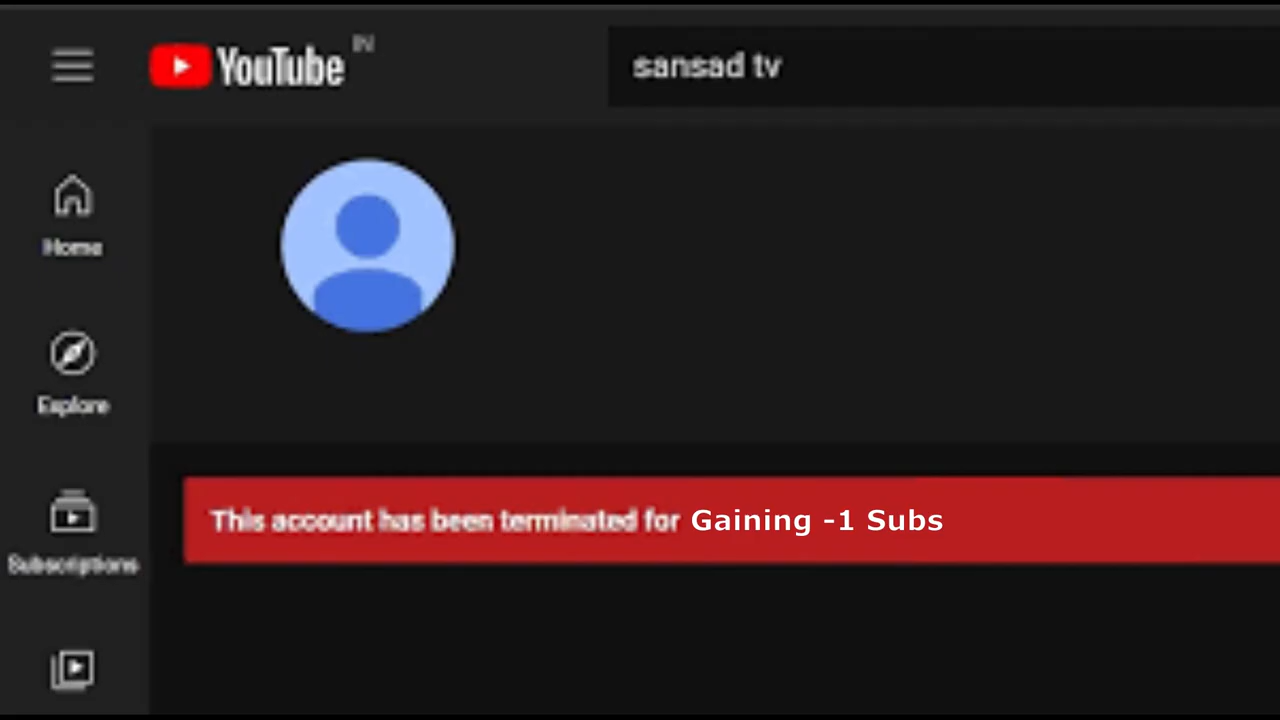 YouTube IN
sansad tv
Home
Explore
Subscriptions
This account has been terminated for Gaining -1 Subs